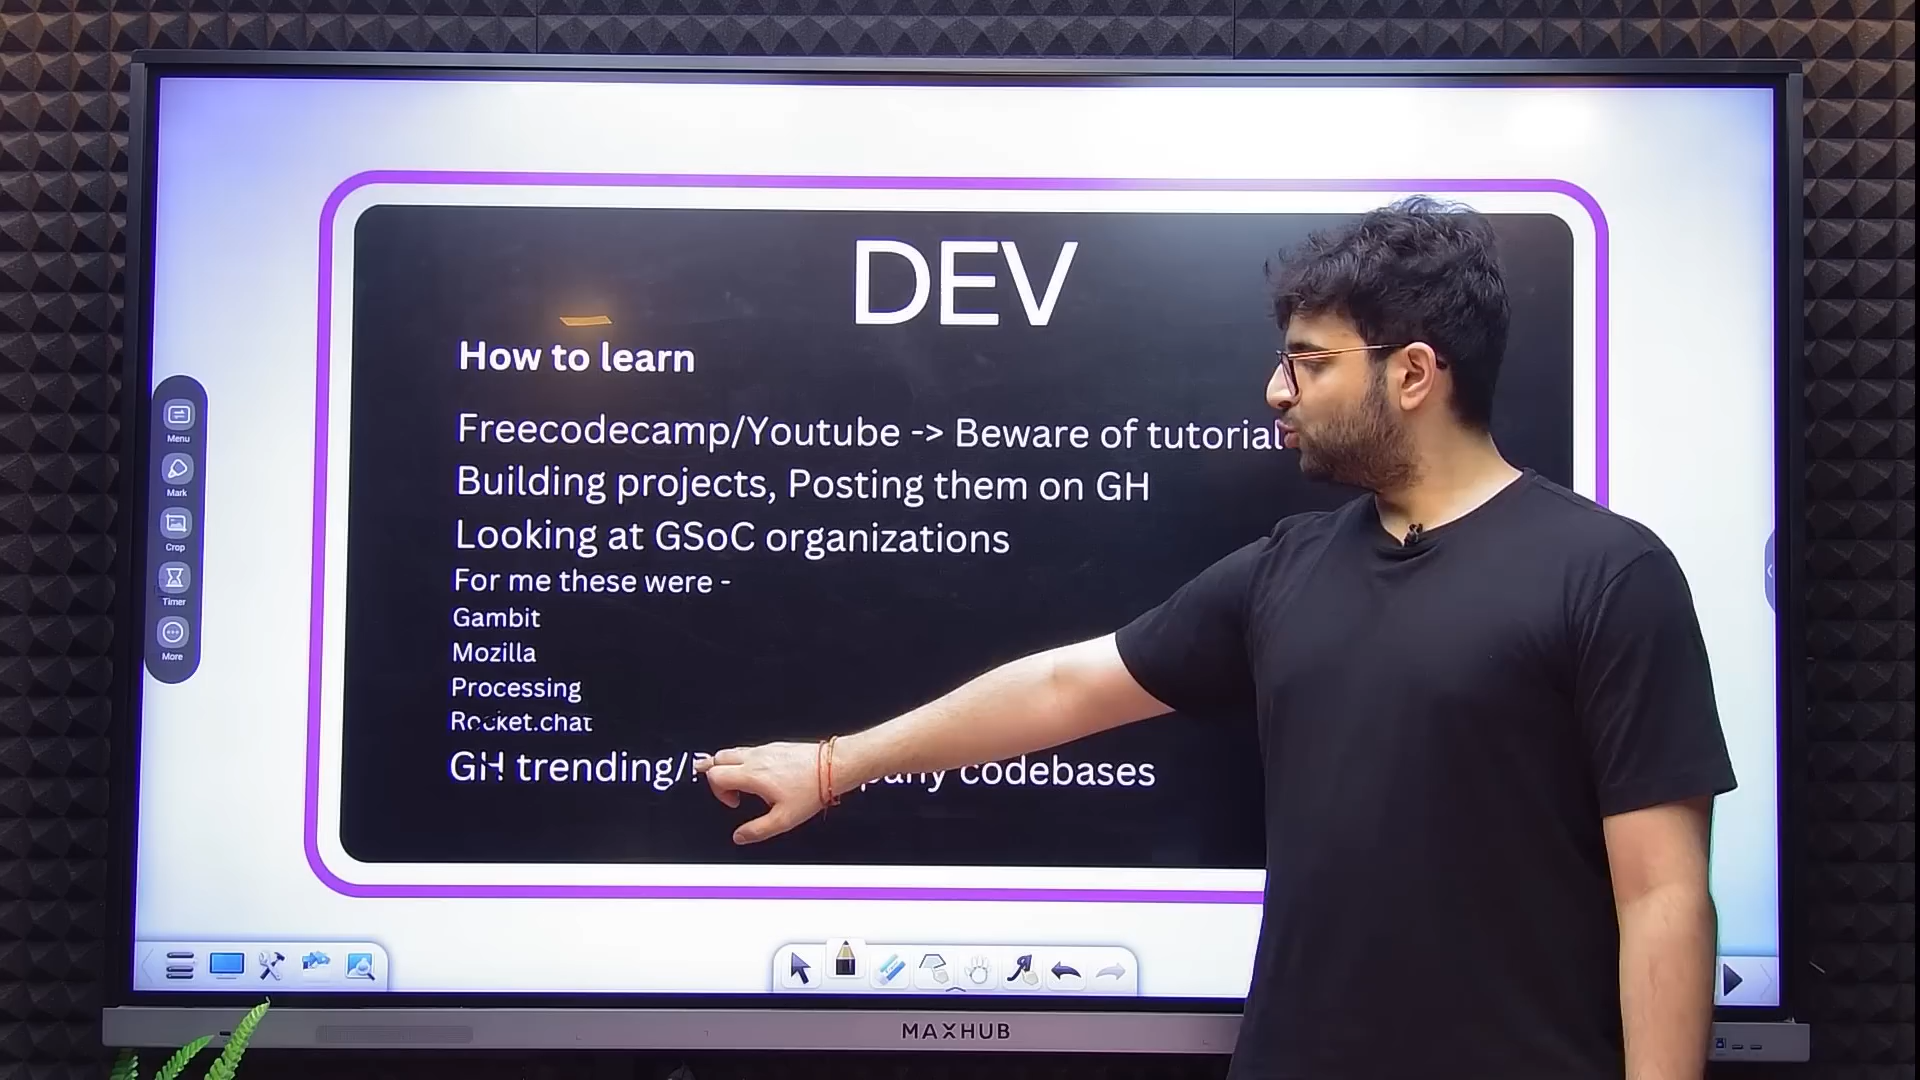 DEV
How to learn
Freecodecamp/Youtube -> Beware of tutorial
Building projects, Posting them on GH
Looking at GSoC organizations
For me these were -
Gambit
Mozilla
Processing
Rocket.chat
GH trending/ codebases
Menu
Mark
Crop
Timer
More
MAXHUB